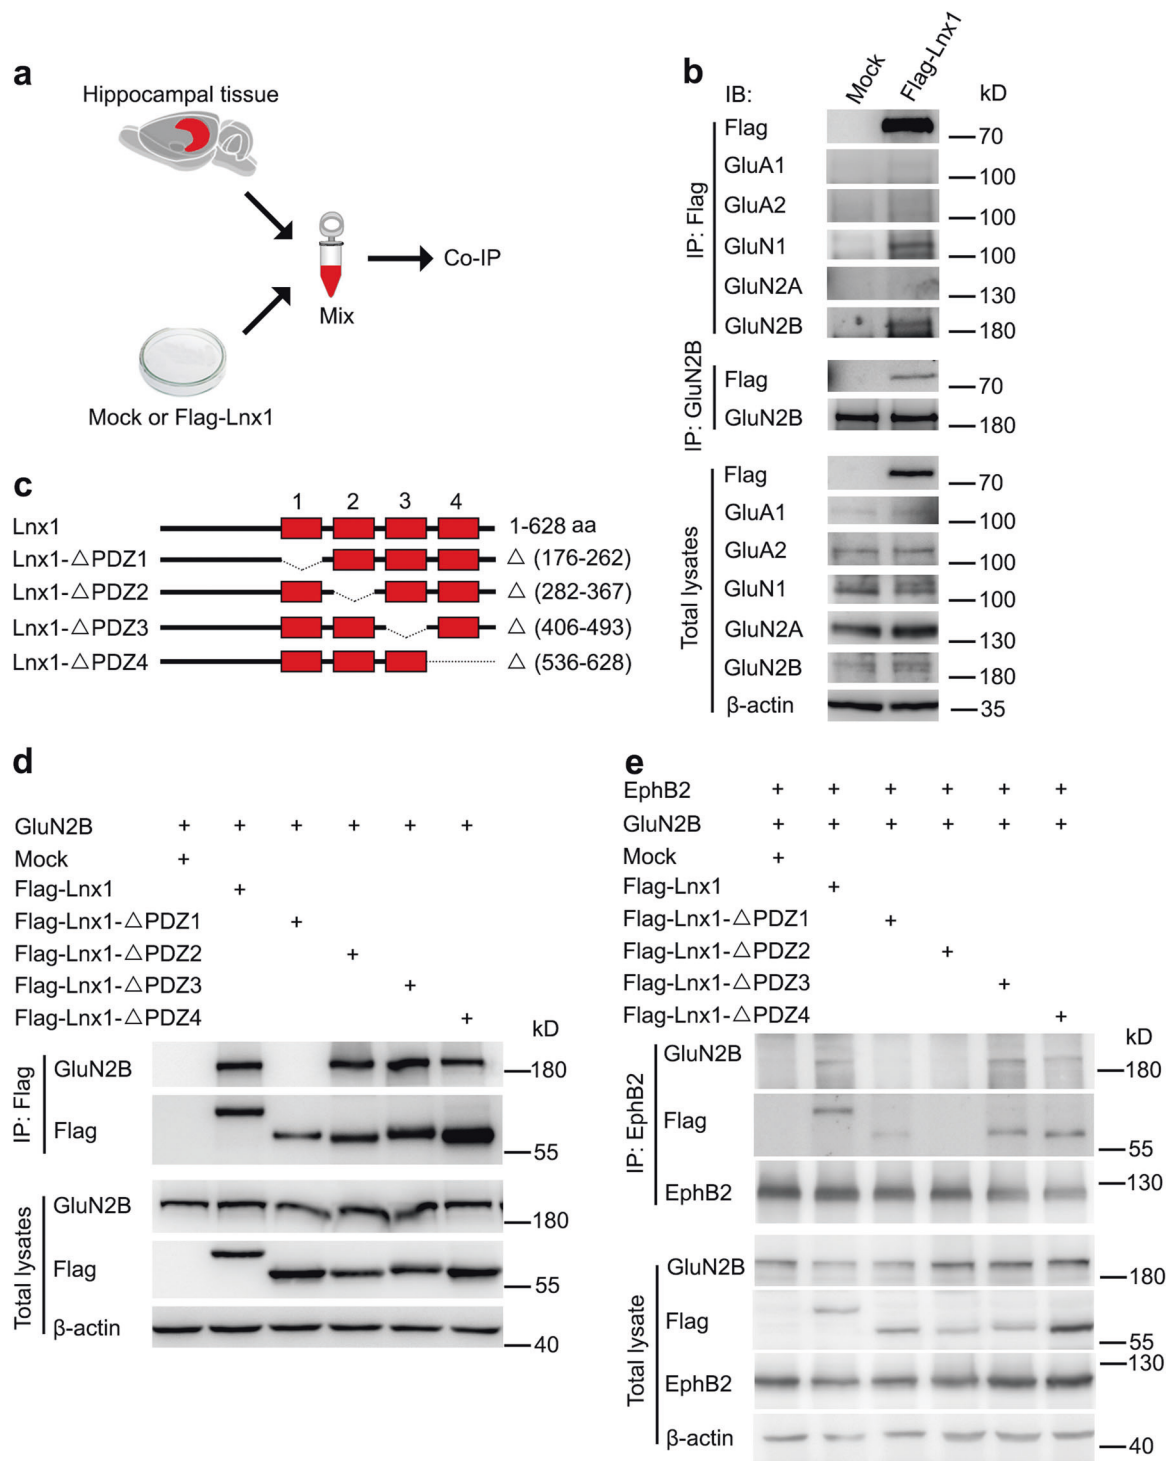 a
Hippocampal tissue
Mix
Co-IP
Mock or Flag-Lnx1
b
IB:
Mock
Flag-Lnx1
kD
IP: Flag
Flag
70
GluA1
100
GluA2
100
GluN1
100
GluN2A
130
GluN2B
180
IP: GluN2B
Flag
70
GluN2B
180
Total lysates
Flag
70
GluA1
100
GluA2
100
GluN1
100
GluN2A
130
GluN2B
180
β-actin
35
c
1 2 3 4
Lnx1 1-628 aa
Lnx1-△PDZ1 △ (176-262)
Lnx1-△PDZ2 △ (282-367)
Lnx1-△PDZ3 △ (406-493)
Lnx1-△PDZ4 △ (536-628)
d
GluN2B + + + + + +
Mock +
Flag-Lnx1 +
Flag-Lnx1-△PDZ1 +
Flag-Lnx1-△PDZ2 +
Flag-Lnx1-△PDZ3 +
Flag-Lnx1-△PDZ4 +
kD
IP: Flag
GluN2B
180
Flag
55
Total lysates
GluN2B
180
Flag
55
β-actin
40
e
EphB2 + + + + + +
GluN2B + + + + + +
Mock +
Flag-Lnx1 +
Flag-Lnx1-△PDZ1 +
Flag-Lnx1-△PDZ2 +
Flag-Lnx1-△PDZ3 +
Flag-Lnx1-△PDZ4 +
kD
IP: EphB2
GluN2B
180
Flag
55
EphB2
130
Total lysate
GluN2B
180
Flag
55
EphB2
130
β-actin
40